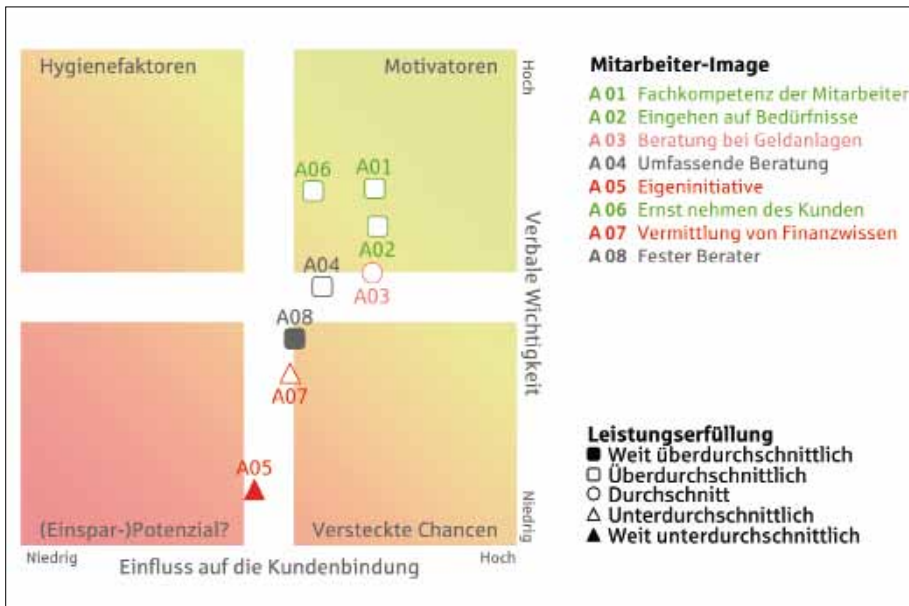 Hygienefaktoren
Motivatoren
Hoch
A06
A01
A02
A04
A03
A08
A07
A05
Verbale Wichtigkeit
(Einspar-)Potenzial?
Versteckte Chancen
Niedrig
Niedrig
Einfluss auf die Kundenbindung
Hoch
Mitarbeiter-Image
A 01 Fachkompetenz der Mitarbeiter
A 02 Eingehen auf Bedürfnisse
A 03 Beratung bei Geldanlagen
A 04 Umfassende Beratung
A 05 Eigeninitiative
A 06 Ernst nehmen des Kunden
A 07 Vermittlung von Finanzwissen
A 08 Fester Berater
Leistungserfüllung
Weit überdurchschnittlich
Überdurchschnittlich
Durchschnitt
Unterdurchschnittlich
Weit unterdurchschnittlich